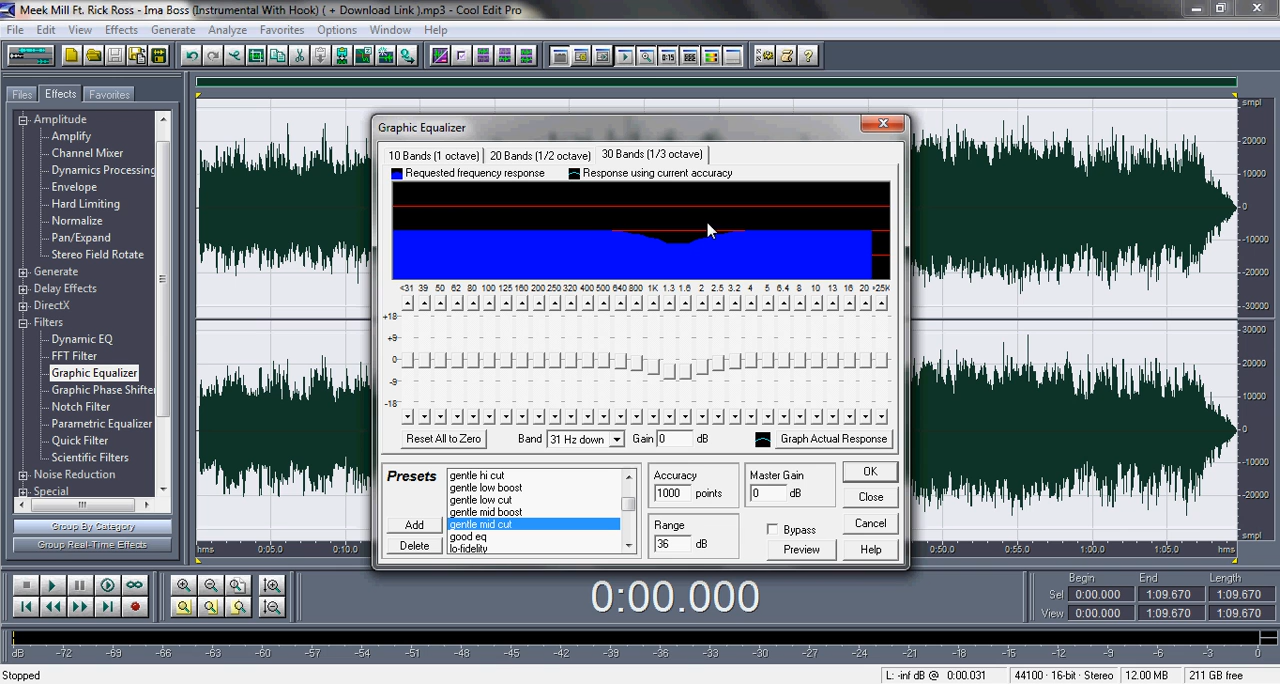 Meek Mill Ft. Rick Ross - Ima Boss (Instrumental With Hook) ( + Download Link ).mp3 - Cool Edit Pro
File Edit View Effects Generate Analyze Favorites Options Window Help
Files Effects Favorites
Amplitude
Amplify
Channel Mixer
Dynamics Processing
Envelope
Hard Limiting
Normalize
Pan/Expand
Stereo Field Rotate
Generate
Delay Effects
DirectX
Filters
Dynamic EQ
FFT Filter
Graphic Equalizer
Graphic Phase Shifter
Notch Filter
Parametric Equalizer
Quick Filter
Scientific Filters
Noise Reduction
Special
Group By Category
Group Real-Time Effects
Graphic Equalizer
10 Bands (1 octave) 20 Bands (1/2 octave) 30 Bands (1/3 octave)
Requested frequency response Response using current accuracy
<31 39 50 62 80 100 125 160 200 250 320 400 500 640 800 1K 1.3 1.6 2 2.5 3.2 4 5 6.4 8 10 13 16 20 >25K
+18
+9
0
-9
-18
Reset All to Zero Band 31 Hz down Gain 0 dB Graph Actual Response
Presets
Add
Delete
gentle hi cut
gentle low boost
gentle low cut
gentle mid boost
gentle mid cut
good eq
lo-fidelity
Accuracy
1000 points
Range
36 dB
Master Gain
0 dB
Bypass
Preview
OK
Close
Cancel
Help
smpl
20000
10000
0
-10000
-20000
-30000
30000
20000
10000
0
-10000
-20000
smpl
hms 0:05.0 0:10.0 0:50.0 0:55.0 1:00.0 1:05.0 hms
0:00.000
Begin End Length
Sel 0:00.000 1:09.670 1:09.670
View 0:00.000 1:09.670 1:09.670
dB -72 -69 -66 -63 -60 -57 -54 -51 -48 -45 -42 -39 -36 -33 -30 -27 -24 -21 -18 -15 -12 -9 -6 -3 0
Stopped L: -inf dB @ 0:00.031 44100 · 16-bit · Stereo 12.00 MB 211 GB free